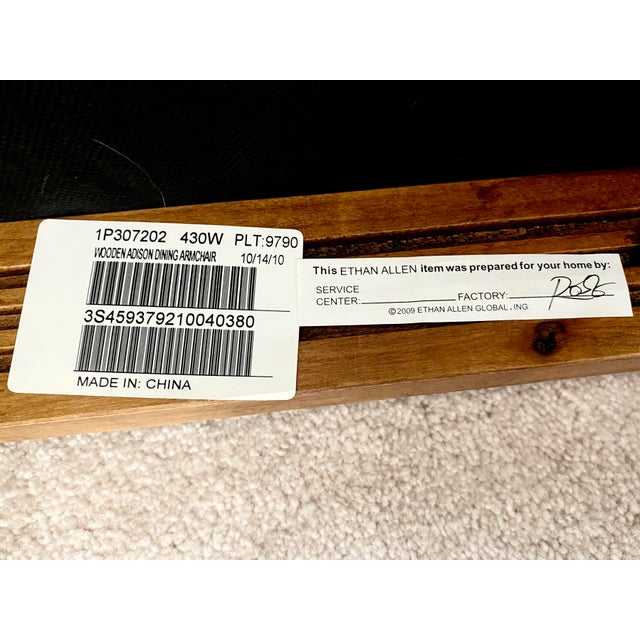 1P307202 430W PLT:9790
WOODEN ADISON DINING ARMCHAIR 10/14/10
3S459379210040380
MADE IN: CHINA
This ETHAN ALLEN item was prepared for your home by:
SERVICE
CENTER: FACTORY:
©2009 ETHAN ALLEN GLOBAL, ING.